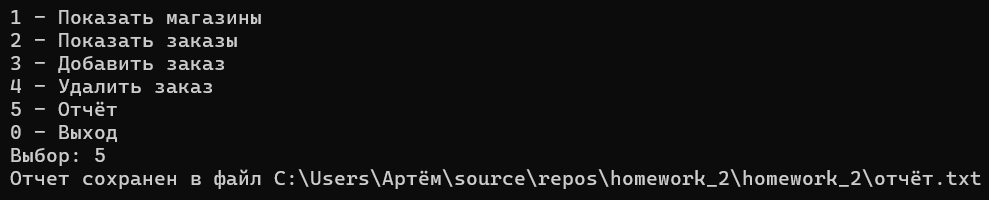 1 - Показать магазины
2 - Показать заказы
3 - Добавить заказ
4 - Удалить заказ
5 - Отчёт
0 - Выход
Выбор: 5
Отчет сохранен в файл C:\Users\Артём\source\repos\homework_2\homework_2\отчёт.txt